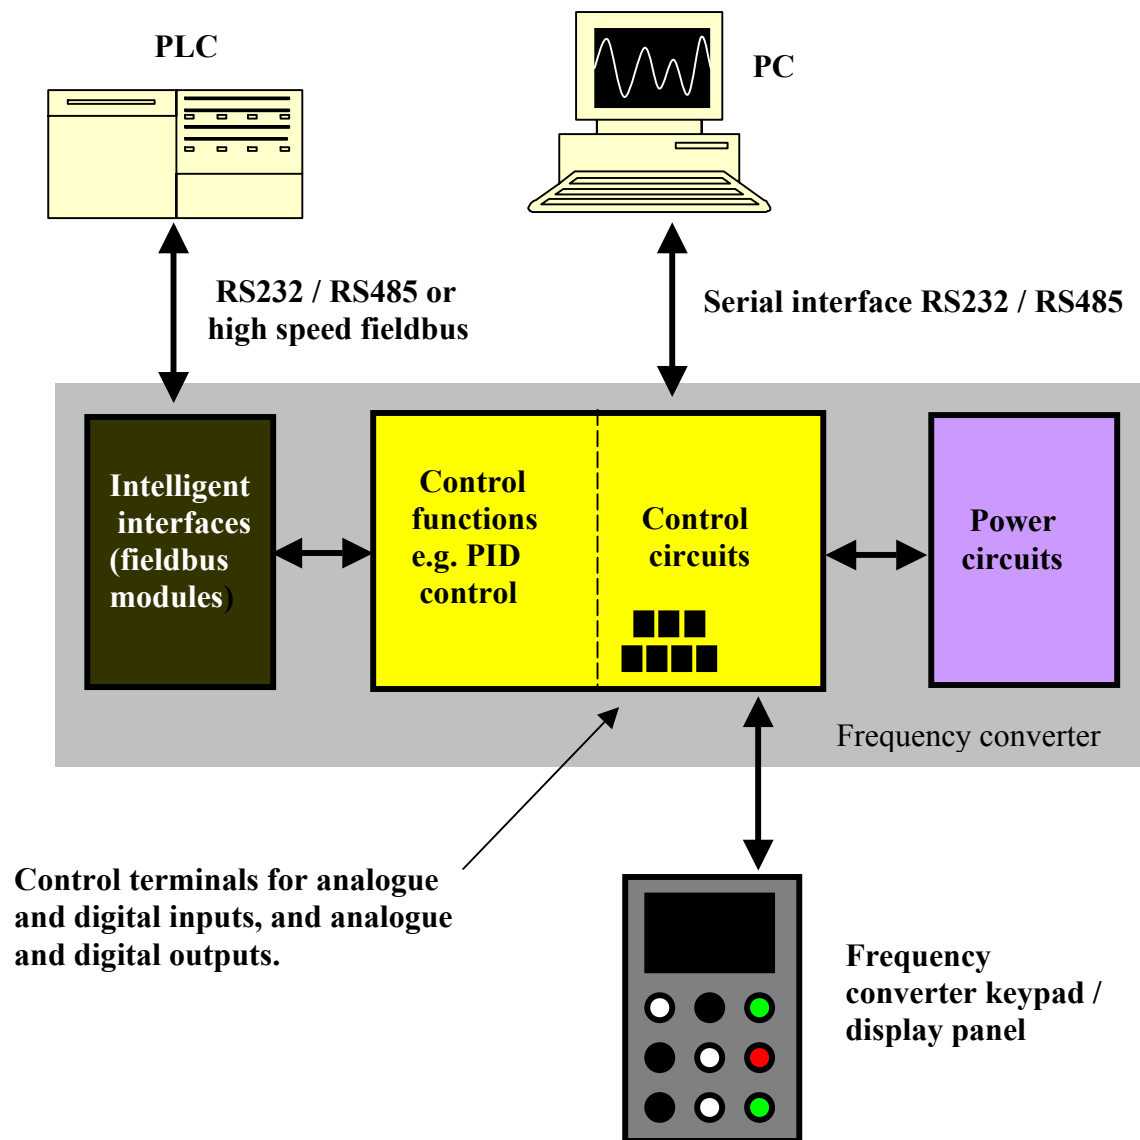 PLC
PC
RS232 / RS485 or
high speed fieldbus
Serial interface RS232 / RS485
Intelligent
interfaces
(fieldbus
modules)
Control
functions
e.g. PID
control
Control
circuits
Power
circuits
Frequency converter
Control terminals for analogue
and digital inputs, and analogue
and digital outputs.
Frequency
converter keypad /
display panel